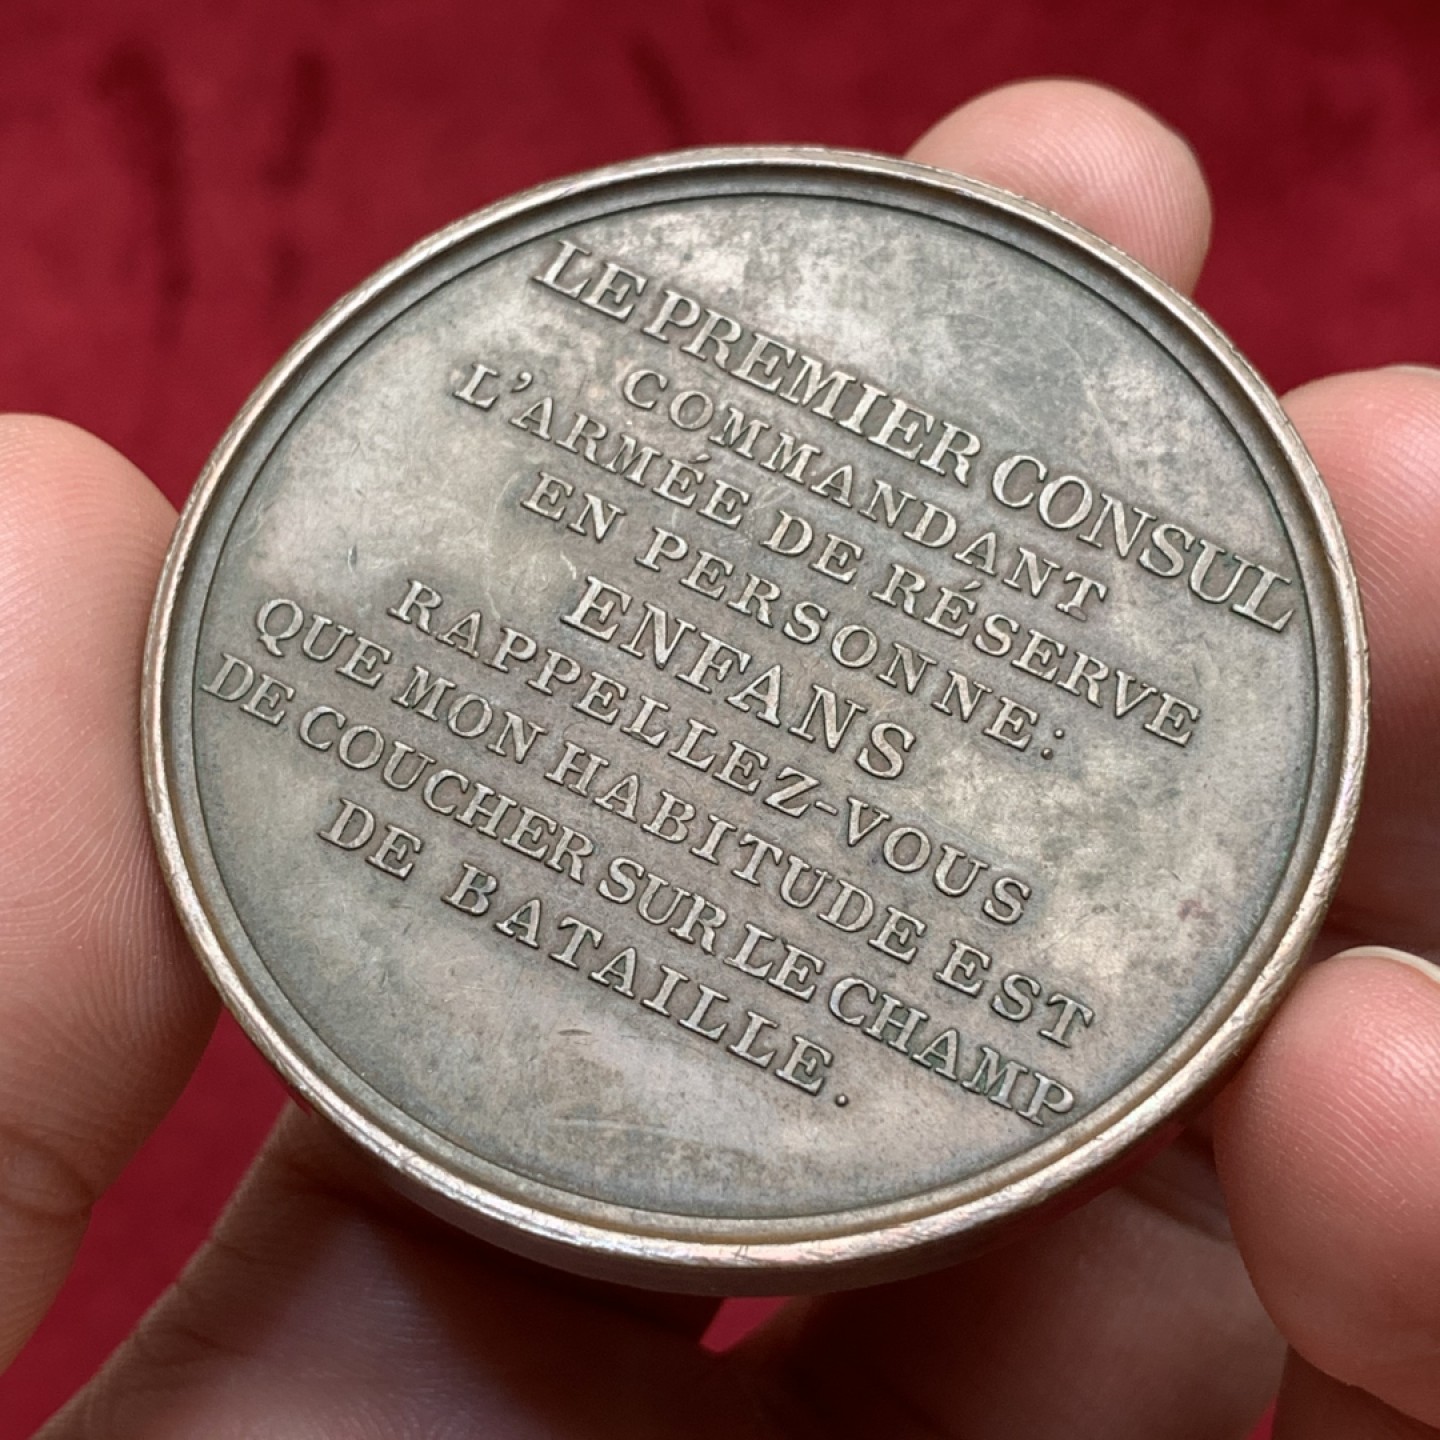 LE PREMIER CONSUL
COMMANDANT
L'ARMÉE DE RÉSERVE
EN PERSONNE:
ENFANS
RAPPELLEZ-VOUS
QUE MON HABITUDE EST
DE COUCHER SUR LE CHAMP
DE BATAILLE.